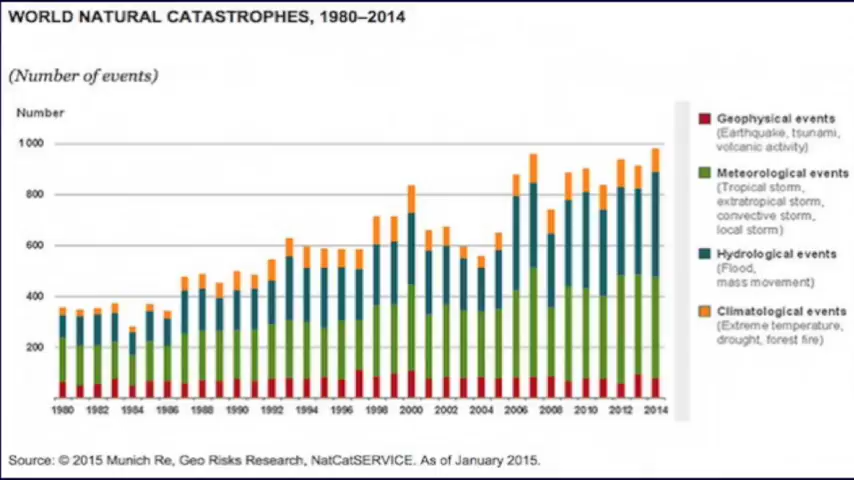 WORLD NATURAL CATASTROPHES, 1980–2014
(Number of events)
Number
1 000
800
600
400
200
1980 1982 1984 1986 1988 1990 1992 1994 1996 1998 2000 2002 2004 2006 2008 2010 2012 2014
Geophysical events
(Earthquake, tsunami,
volcanic activity)
Meteorological events
(Tropical storm,
extratropical storm,
convective storm,
local storm)
Hydrological events
(Flood,
mass movement)
Climatological events
(Extreme temperature,
drought, forest fire)
Source: © 2015 Munich Re, Geo Risks Research, NatCatSERVICE. As of January 2015.